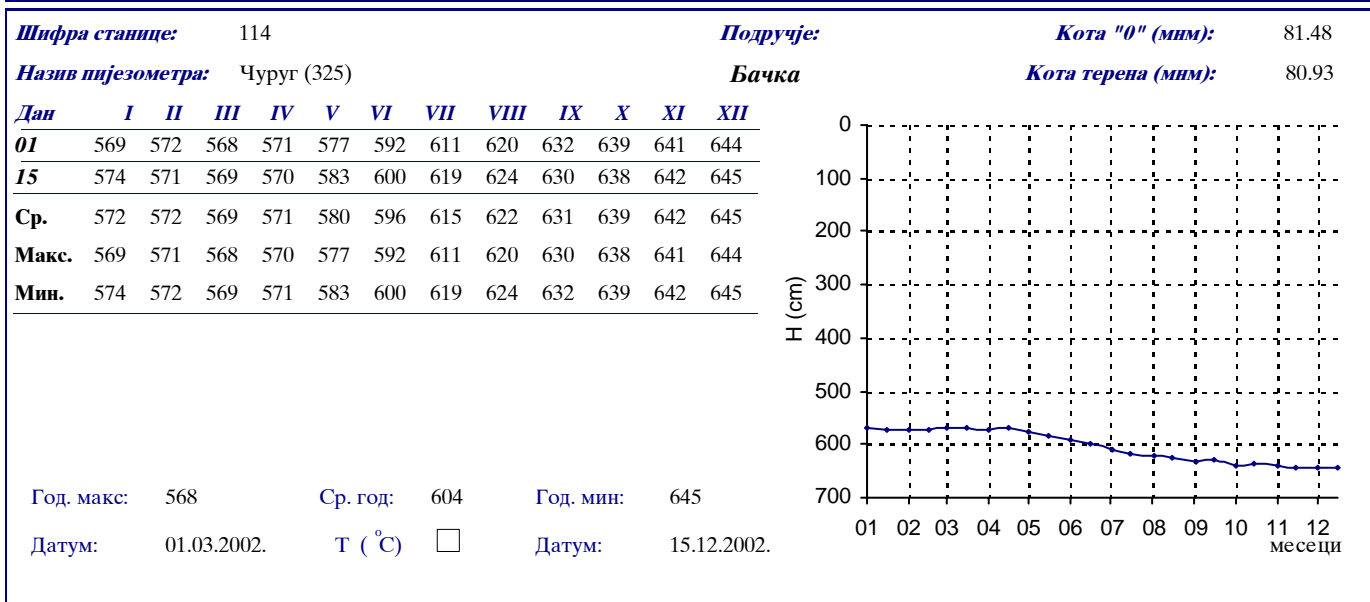 Шифра станице: 114 Подручје: Кота "0" (мнм): 81.48
Назив пијезометра: Чуруг (325) Бачка Кота терена (мнм): 80.93
Дан I II III IV V VI VII VIII IX X XI XII
01 569 572 568 571 577 592 611 620 632 639 641 644
15 574 571 569 570 583 600 619 624 630 638 642 645
Ср. 572 572 569 571 580 596 615 622 631 639 642 645
Макс. 569 571 568 570 577 592 611 620 630 638 641 644
Мин. 574 572 569 571 583 600 619 624 632 639 642 645
0
100
200
300
400
500
600
700
H (cm)
01 02 03 04 05 06 07 08 09 10 11 12
месеци
Год. макс: 568 Ср. год: 604 Год. мин: 645
Датум: 01.03.2002. Т ( °С) Датум: 15.12.2002.